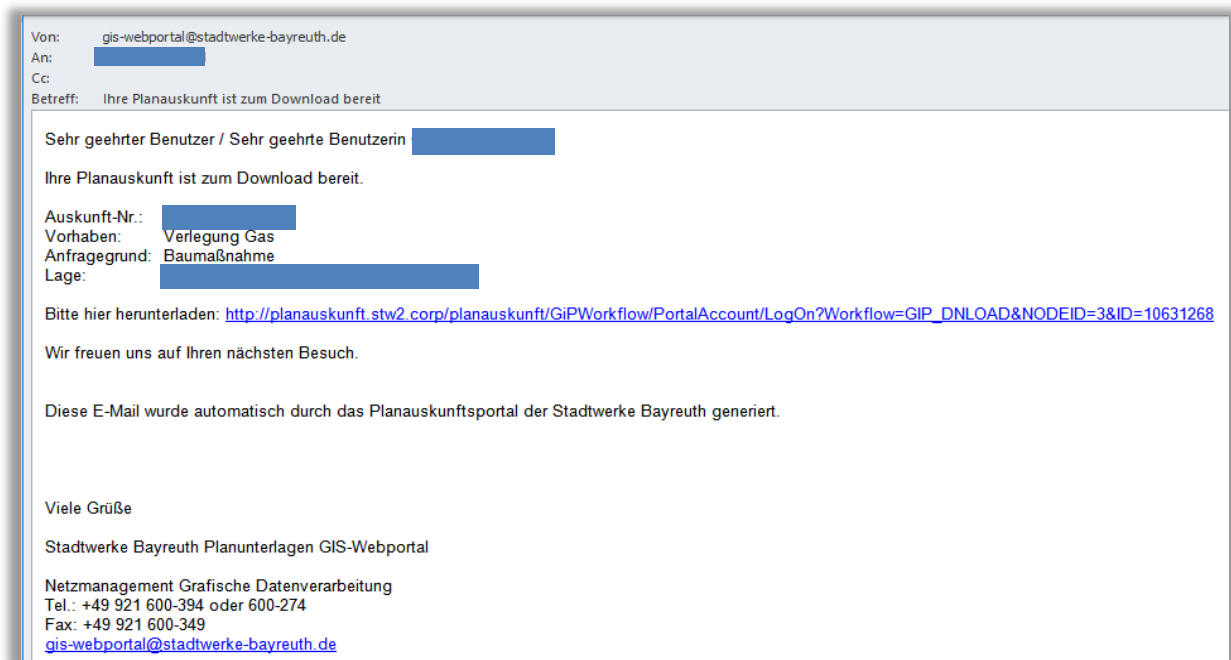 Von: gis-webportal@stadtwerke-bayreuth.de
An:
Cc:
Betreff: Ihre Planauskunft ist zum Download bereit
Sehr geehrter Benutzer / Sehr geehrte Benutzerin
Ihre Planauskunft ist zum Download bereit.
Auskunft-Nr.:
Vorhaben: Verlegung Gas
Anfragegrund: Baumaßnahme
Lage:
Bitte hier herunterladen: http://planauskunft.stw2.corp/planauskunft/GiPWorkflow/PortalAccount/LogOn?Workflow=GIP_DNLOAD&NODEID=3&ID=10631268
Wir freuen uns auf Ihren nächsten Besuch.
Diese E-Mail wurde automatisch durch das Planauskunftsportal der Stadtwerke Bayreuth generiert.
Viele Grüße
Stadtwerke Bayreuth Planunterlagen GIS-Webportal
Netzmanagement Grafische Datenverarbeitung
Tel.: +49 921 600-394 oder 600-274
Fax: +49 921 600-349
gis-webportal@stadtwerke-bayreuth.de